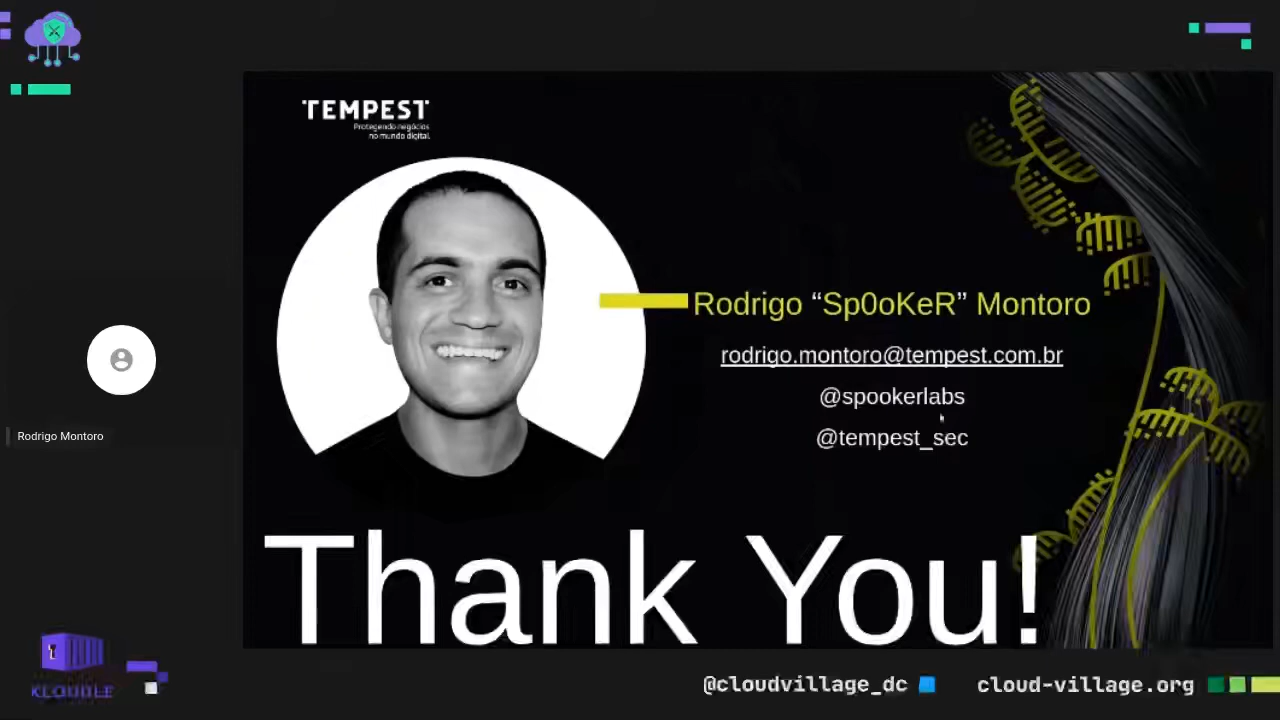 TEMPEST
Protegendo negócios
no mundo digital.
Rodrigo “Sp0oKeR” Montoro
rodrigo.montoro@tempest.com.br
@spookerlabs
@tempest_sec
Rodrigo Montoro
Thank You!
KLOUDLE
@cloudvillage_dc
cloud-village.org